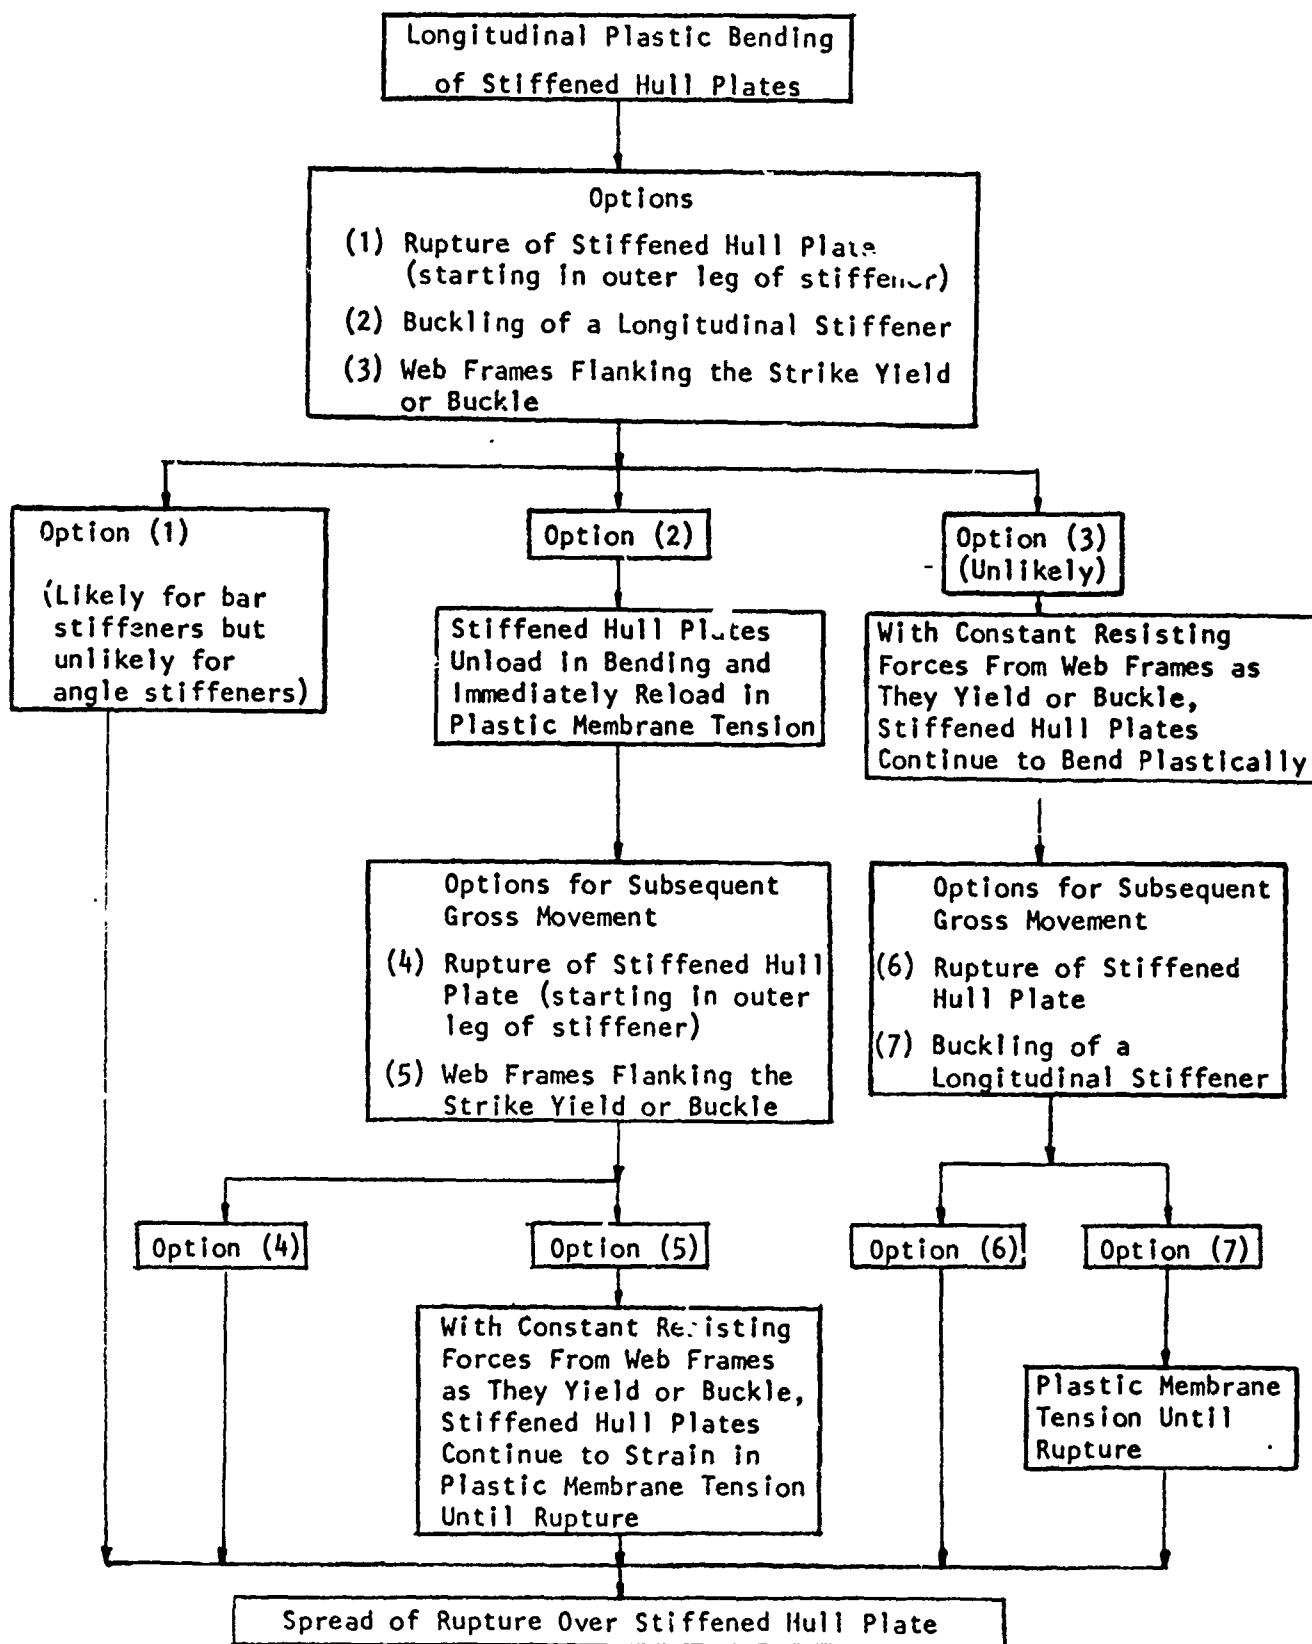 Longitudinal Plastic Bending
of Stiffened Hull Plates
Options
(1) Rupture of Stiffened Hull Plate
(starting in outer leg of stiffener)
(2) Buckling of a Longitudinal Stiffener
(3) Web Frames Flanking the Strike Yield
or Buckle
Option (1)
(Likely for bar
stiffeners but
unlikely for
angle stiffeners)
Option (2)
Option (3)
(Unlikely)
Stiffened Hull Plates
Unload in Bending and
Immediately Reload in
Plastic Membrane Tension
With Constant Resisting
Forces From Web Frames as
They Yield or Buckle,
Stiffened Hull Plates
Continue to Bend Plastically
Options for Subsequent
Gross Movement
(4) Rupture of Stiffened Hull
Plate (starting in outer
leg of stiffener)
(5) Web Frames Flanking the
Strike Yield or Buckle
Options for Subsequent
Gross Movement
(6) Rupture of Stiffened
Hull Plate
(7) Buckling of a
Longitudinal Stiffener
Option (4)
Option (5)
Option (6)
Option (7)
With Constant Resisting
Forces From Web Frames
as They Yield or Buckle,
Stiffened Hull Plates
Continue to Strain in
Plastic Membrane Tension
Until Rupture
Plastic Membrane
Tension Until
Rupture
Spread of Rupture Over Stiffened Hull Plate